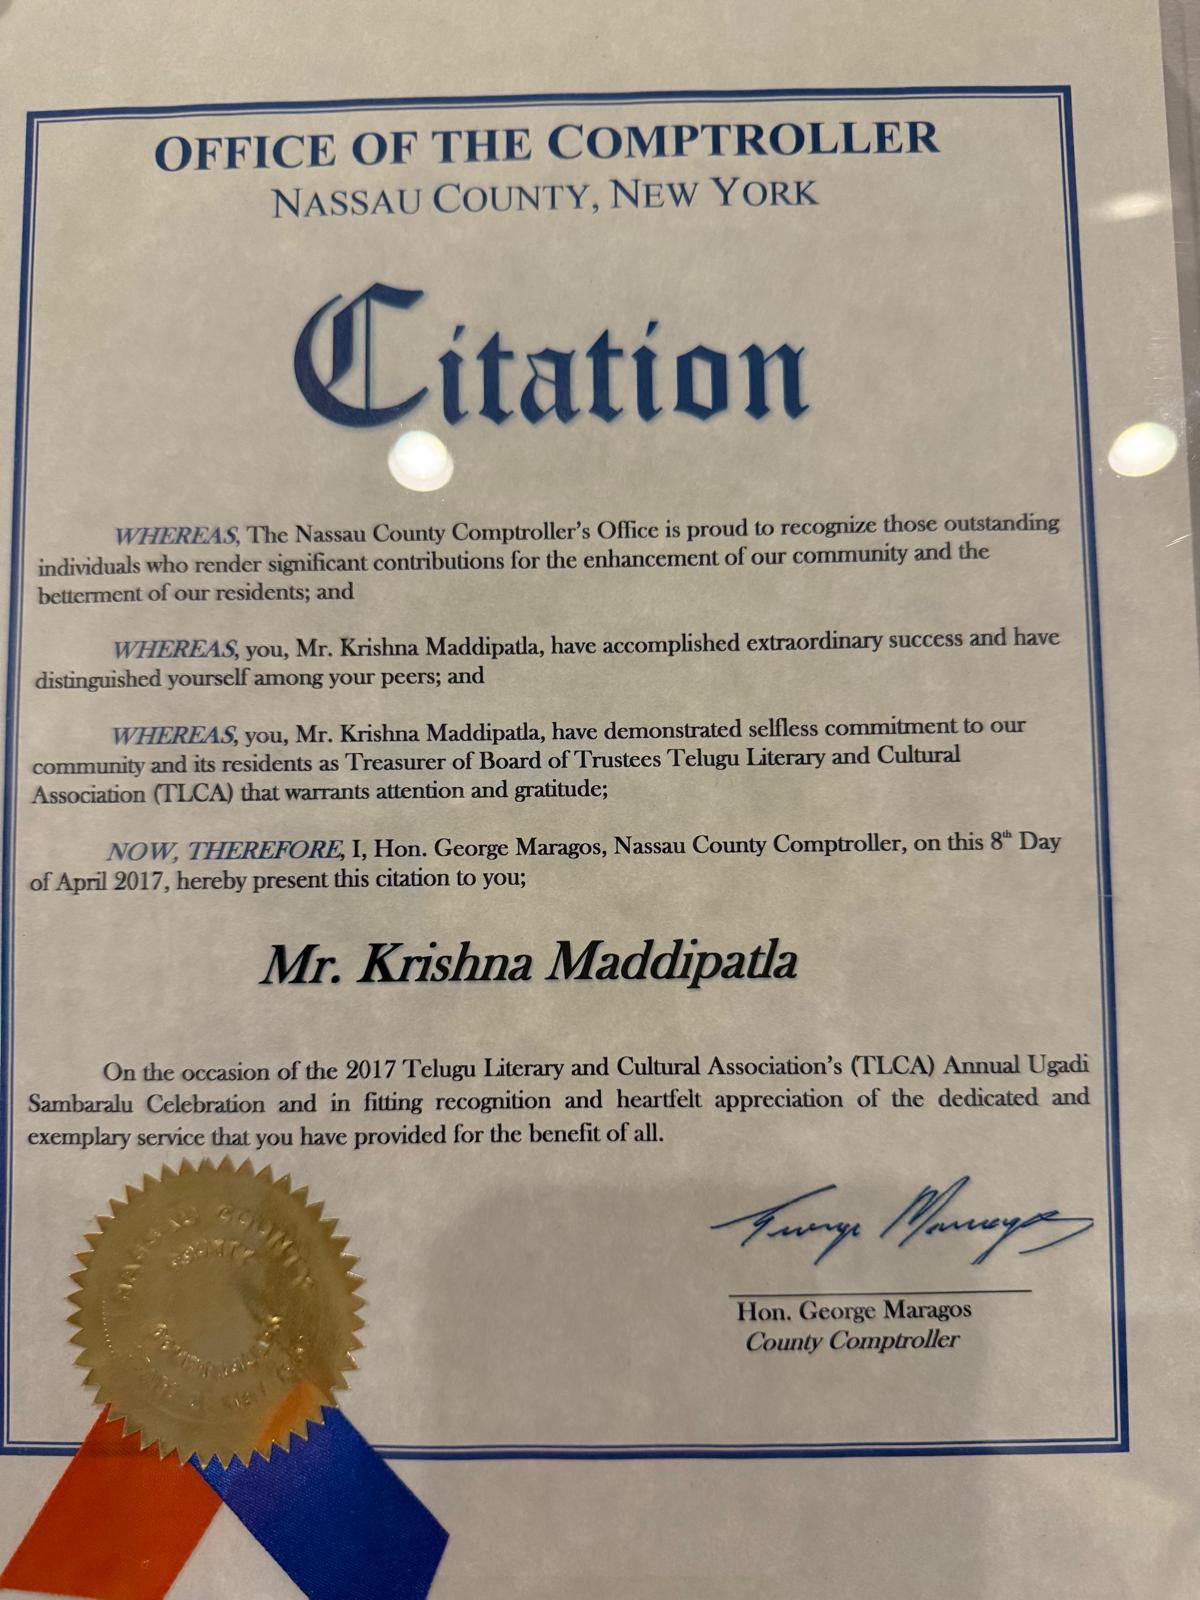 OFFICE OF THE COMPTROLLER
NASSAU COUNTY, NEW YORK
Citation
WHEREAS, The Nassau County Comptroller's Office is proud to recognize those outstanding
individuals who render significant contributions for the enhancement of our community and the
betterment of our residents; and
WHEREAS, you, Mr. Krishna Maddipatla, have accomplished extraordinary success and have
distinguished yourself among your peers; and
WHEREAS, you, Mr. Krishna Maddipatla, have demonstrated selfless commitment to our
community and its residents as Treasurer of Board of Trustees Telugu Literary and Cultural
Association (TLCA) that warrants attention and gratitude;
NOW, THEREFORE, I, Hon. George Maragos, Nassau County Comptroller, on this 8th Day
of April 2017, hereby present this citation to you;
Mr. Krishna Maddipatla
On the occasion of the 2017 Telugu Literary and Cultural Association's (TLCA) Annual Ugadi
Sambaralu Celebration and in fitting recognition and heartfelt appreciation of the dedicated and
exemplary service that you have provided for the benefit of all.
NASSAU COUNTY
George Maragos
Hon. George Maragos
County Comptroller